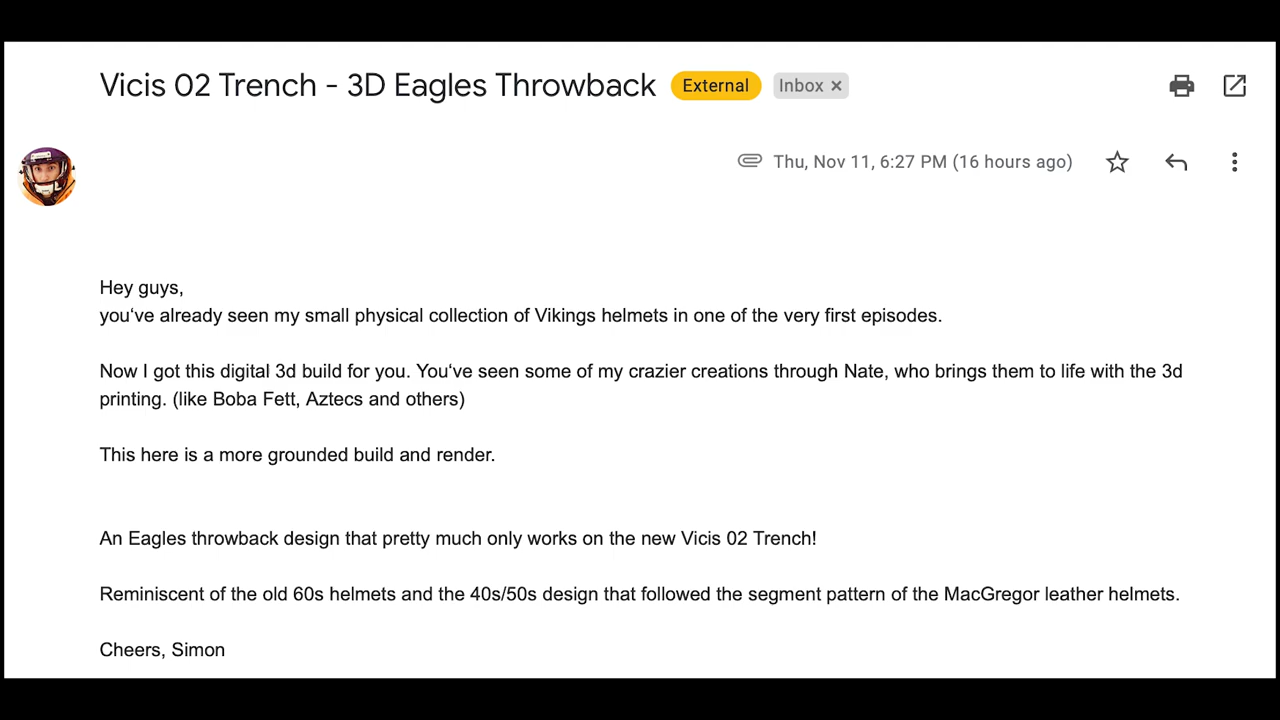 Vicis 02 Trench - 3D Eagles Throwback External Inbox ×
Thu, Nov 11, 6:27 PM (16 hours ago)
Hey guys,
you‘ve already seen my small physical collection of Vikings helmets in one of the very first episodes.
Now I got this digital 3d build for you. You‘ve seen some of my crazier creations through Nate, who brings them to life with the 3d
printing. (like Boba Fett, Aztecs and others)
This here is a more grounded build and render.
An Eagles throwback design that pretty much only works on the new Vicis 02 Trench!
Reminiscent of the old 60s helmets and the 40s/50s design that followed the segment pattern of the MacGregor leather helmets.
Cheers, Simon